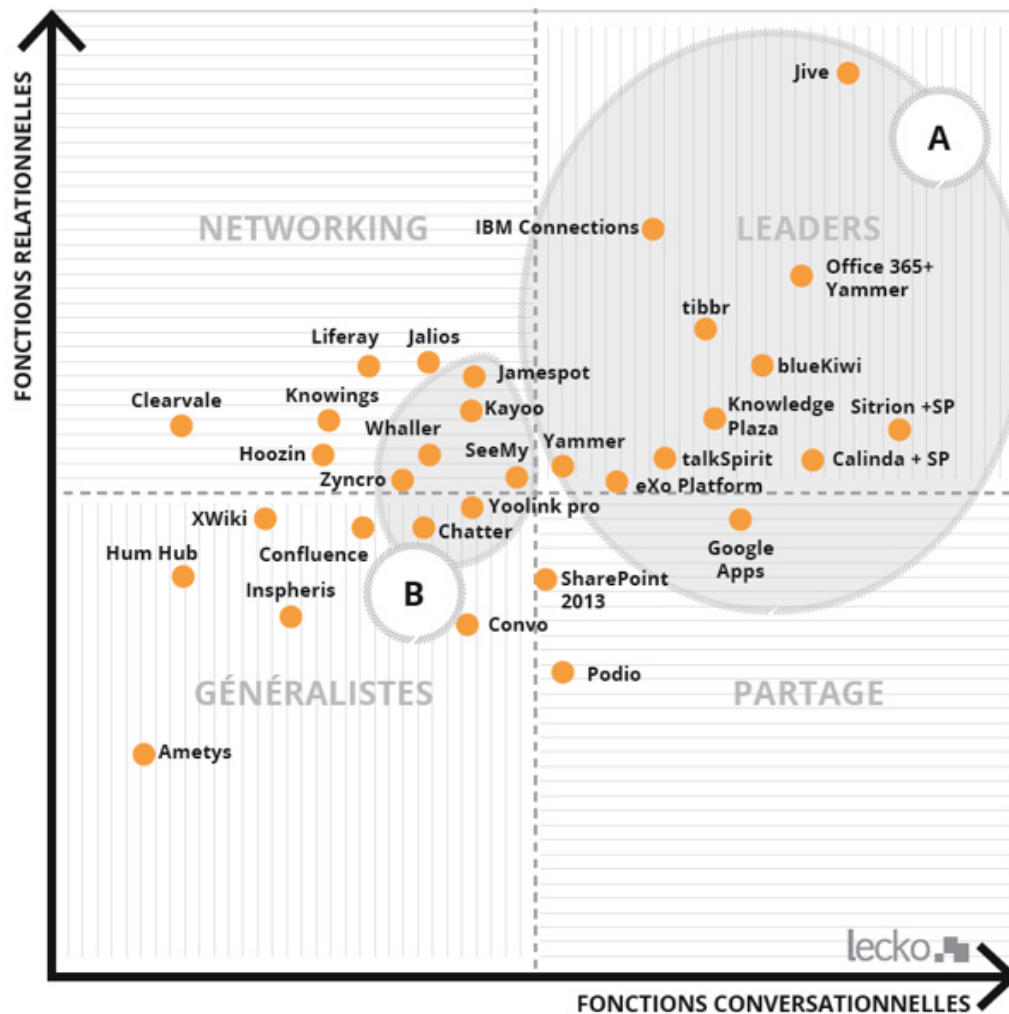 FONCTIONS RELATIONNELLES
Jive
A
NETWORKING
IBM Connections
LEADERS
Office 365+
Yammer
tibbr
Liferay
Jalios
blueKiwi
Jamespot
Clearvale
Knowings
Kayoo
Knowledge
Plaza
Sitrion +SP
Whaller
Hoozin
SeeMy
Yammer
talkSpirit
Calinda + SP
Zyncro
eXo Platform
XWiki
Yoolink pro
Chatter
Confluence
Hum Hub
Google
Apps
Inspheris
B
SharePoint
2013
Convo
Podio
GÉNÉRALISTES
PARTAGE
Ametys
lecko
FONCTIONS CONVERSATIONNELLES